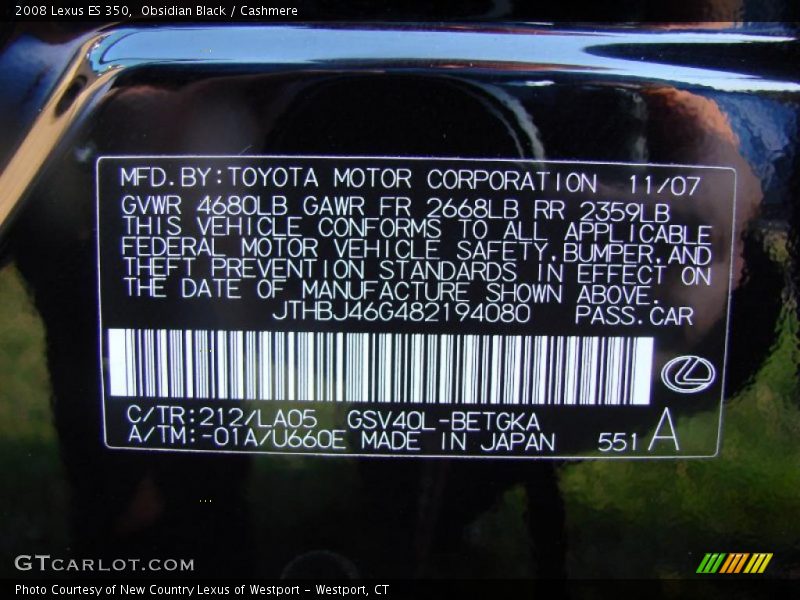 2008 Lexus ES 350, Obsidian Black / Cashmere
MFD.BY:TOYOTA MOTOR CORPORATION 11/07
GVWR 4680LB GAWR FR 2668LB RR 2359LB
THIS VEHICLE CONFORMS TO ALL APPLICABLE
FEDERAL MOTOR VEHICLE SAFETY,BUMPER,AND
THEFT PREVENTION STANDARDS IN EFFECT ON
THE DATE OF MANUFACTURE SHOWN ABOVE.
JTHBJ46G482194080 PASS.CAR
C/TR:212/LA05 GSV40L-BETGKA
A/TM:-01A/U660E MADE IN JAPAN 551 A
GTCARLOT.COM
Photo Courtesy of New Country Lexus of Westport - Westport, CT